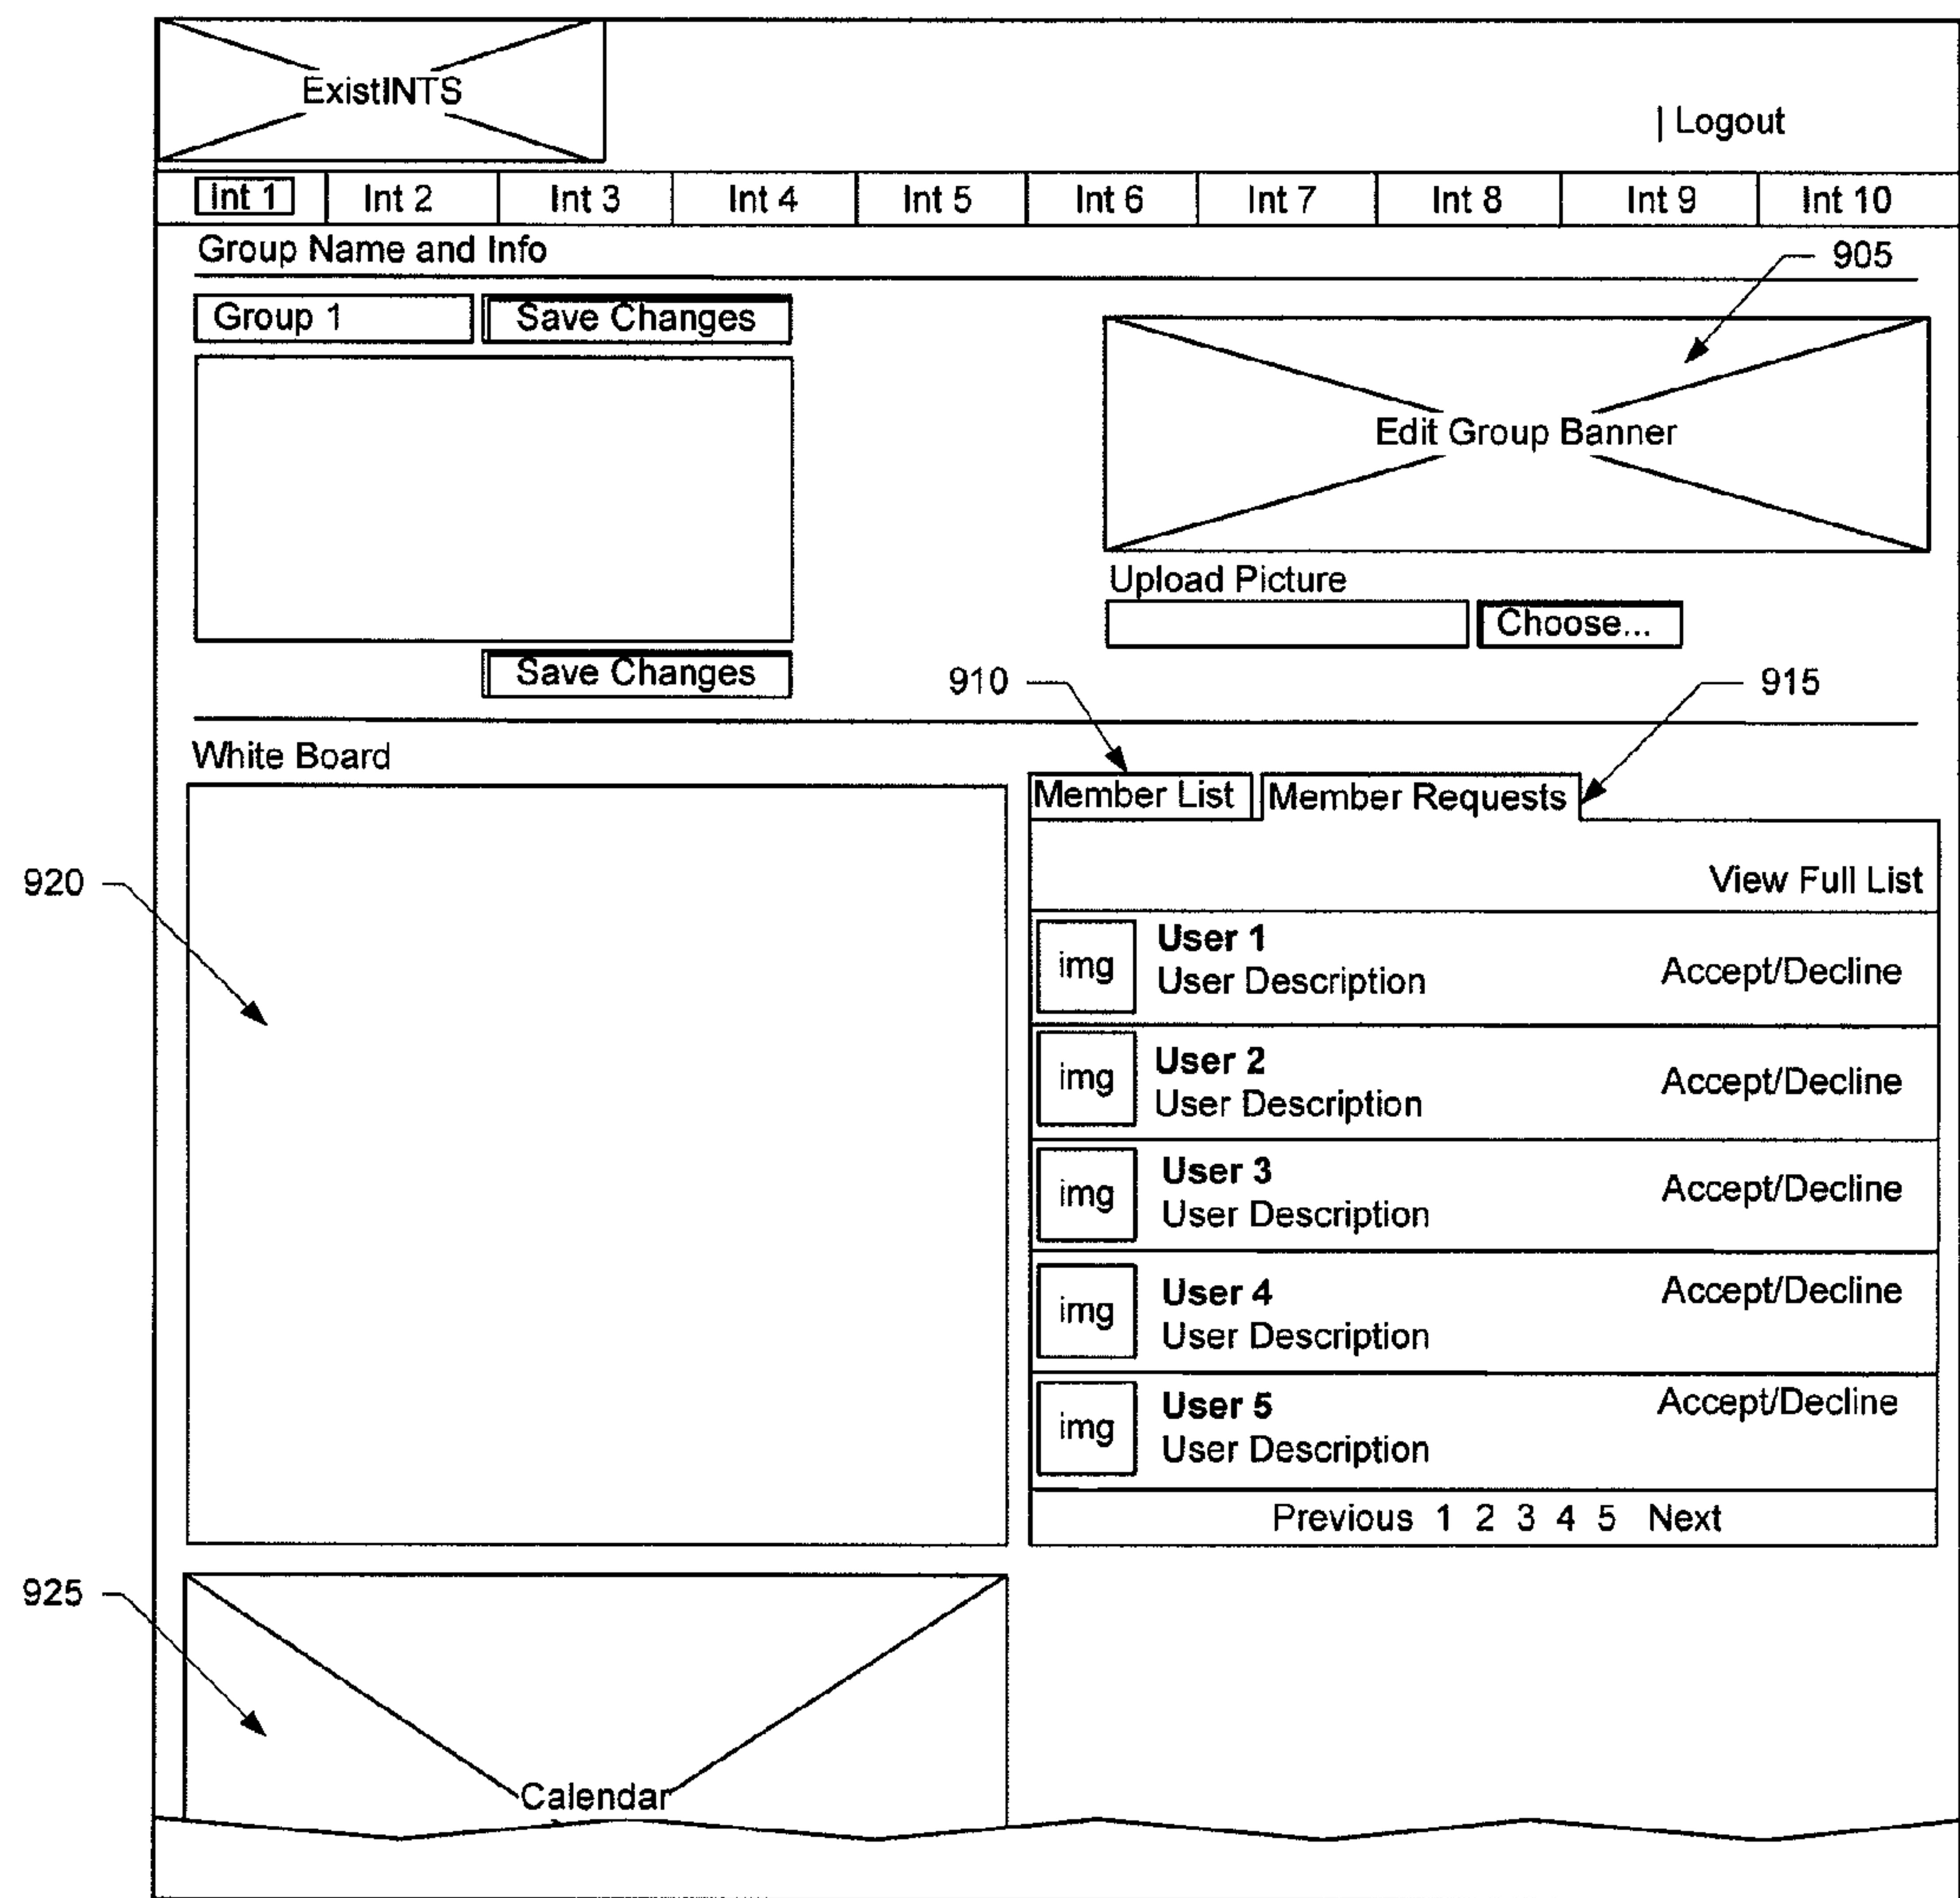 ExistINTS
| Logout
Int 1 Int 2 Int 3 Int 4 Int 5 Int 6 Int 7 Int 8 Int 9 Int 10
Group Name and Info
905
Group 1 Save Changes
Edit Group Banner
Upload Picture
Choose...
Save Changes
910
915
White Board
Member List Member Requests
920
View Full List
img
User 1
User Description
Accept/Decline
img
User 2
User Description
Accept/Decline
img
User 3
User Description
Accept/Decline
img
User 4
User Description
Accept/Decline
img
User 5
User Description
Accept/Decline
Previous 1 2 3 4 5 Next
925
Calendar